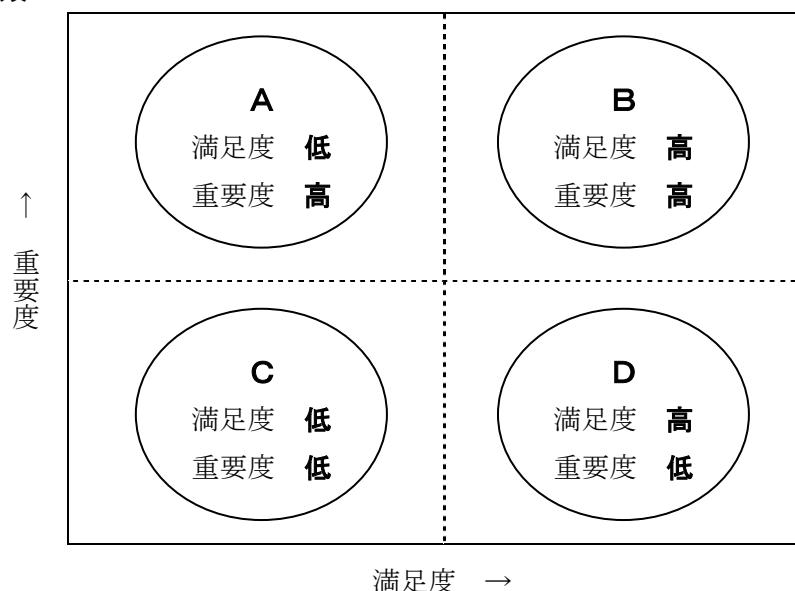 A
満足度 低
重要度 高
B
満足度 高
重要度 高
↑ 重要度
C
満足度 低
重要度 低
D
満足度 高
重要度 低
満足度 →